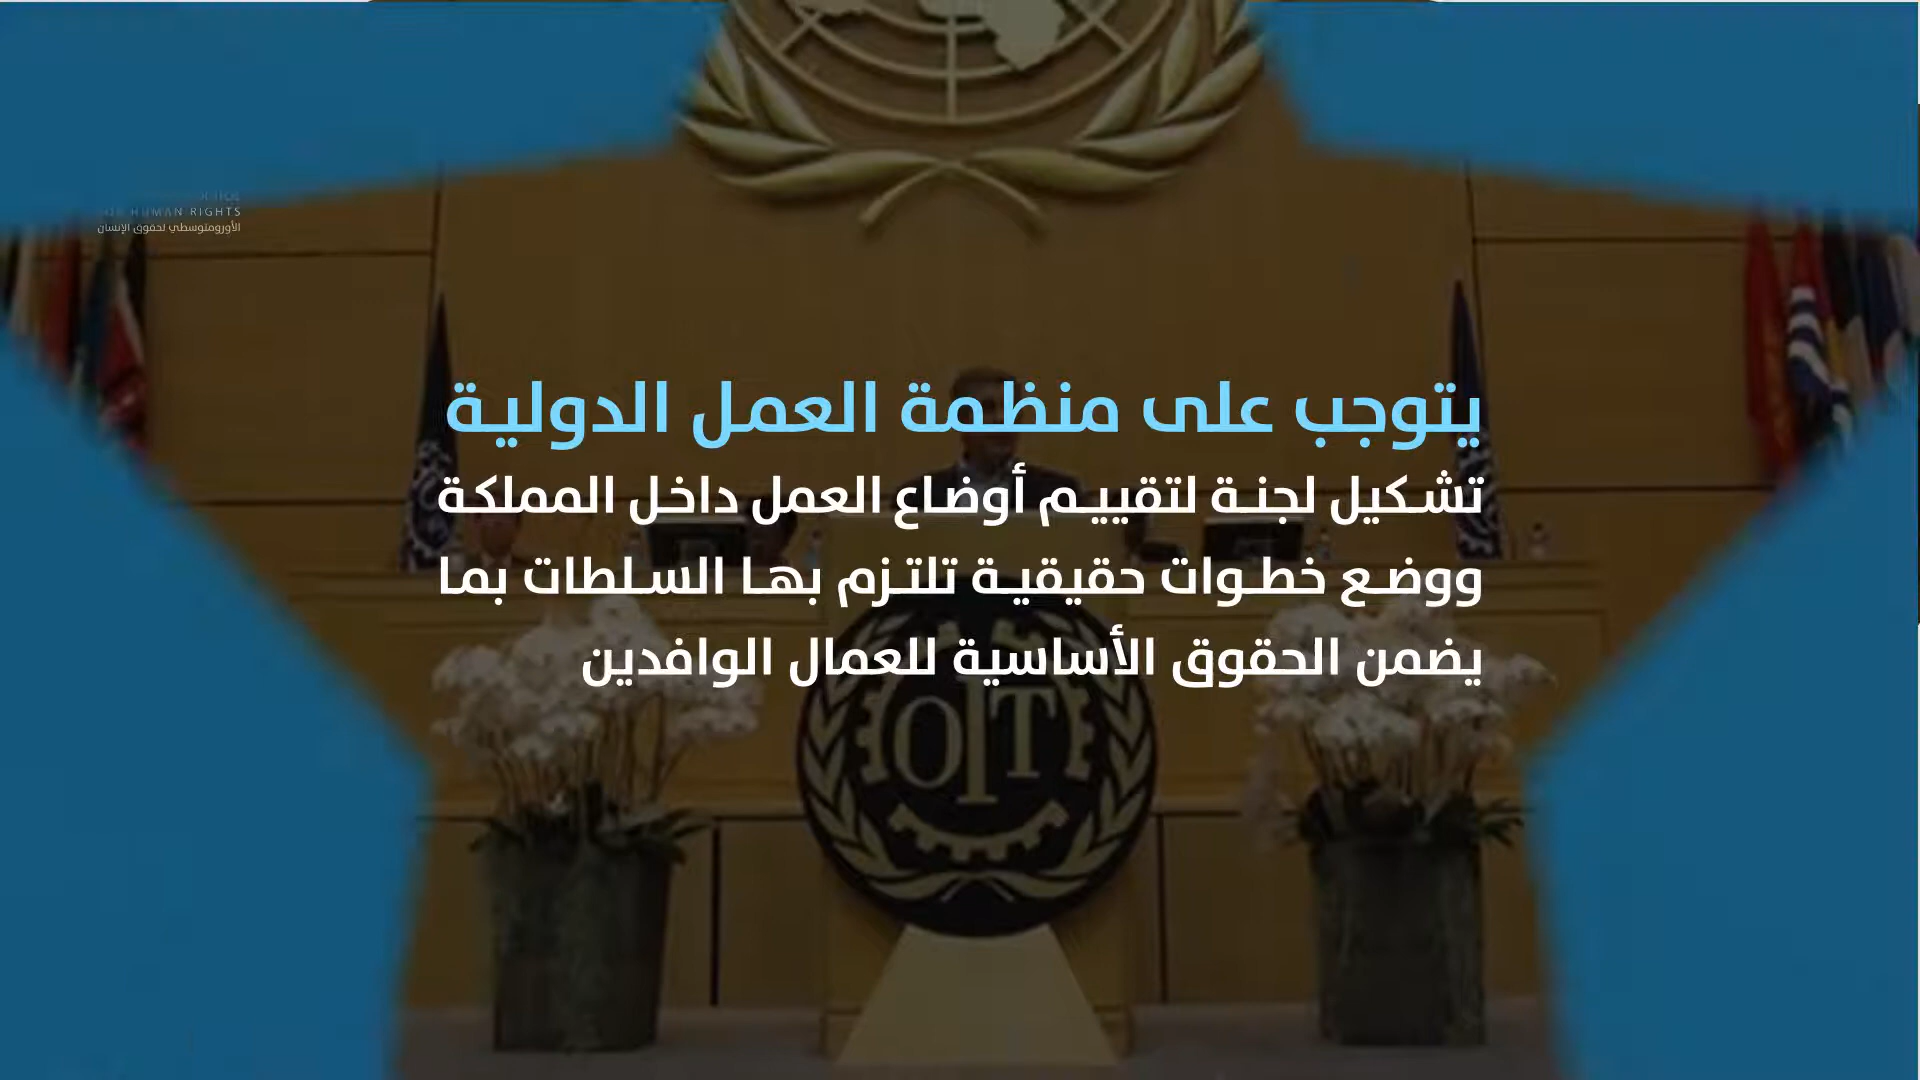 HUMAN RIGHTS
الأورومتوسطي لحقوق الإنسان
يتوجب على منظمة العمل الدولية
تشكيل لجنة لتقييم أوضاع العمل داخل المملكة
ووضع خطوات حقيقية تلتزم بها السلطات بما
يضمن الحقوق الأساسية للعمال الوافدين
OIT